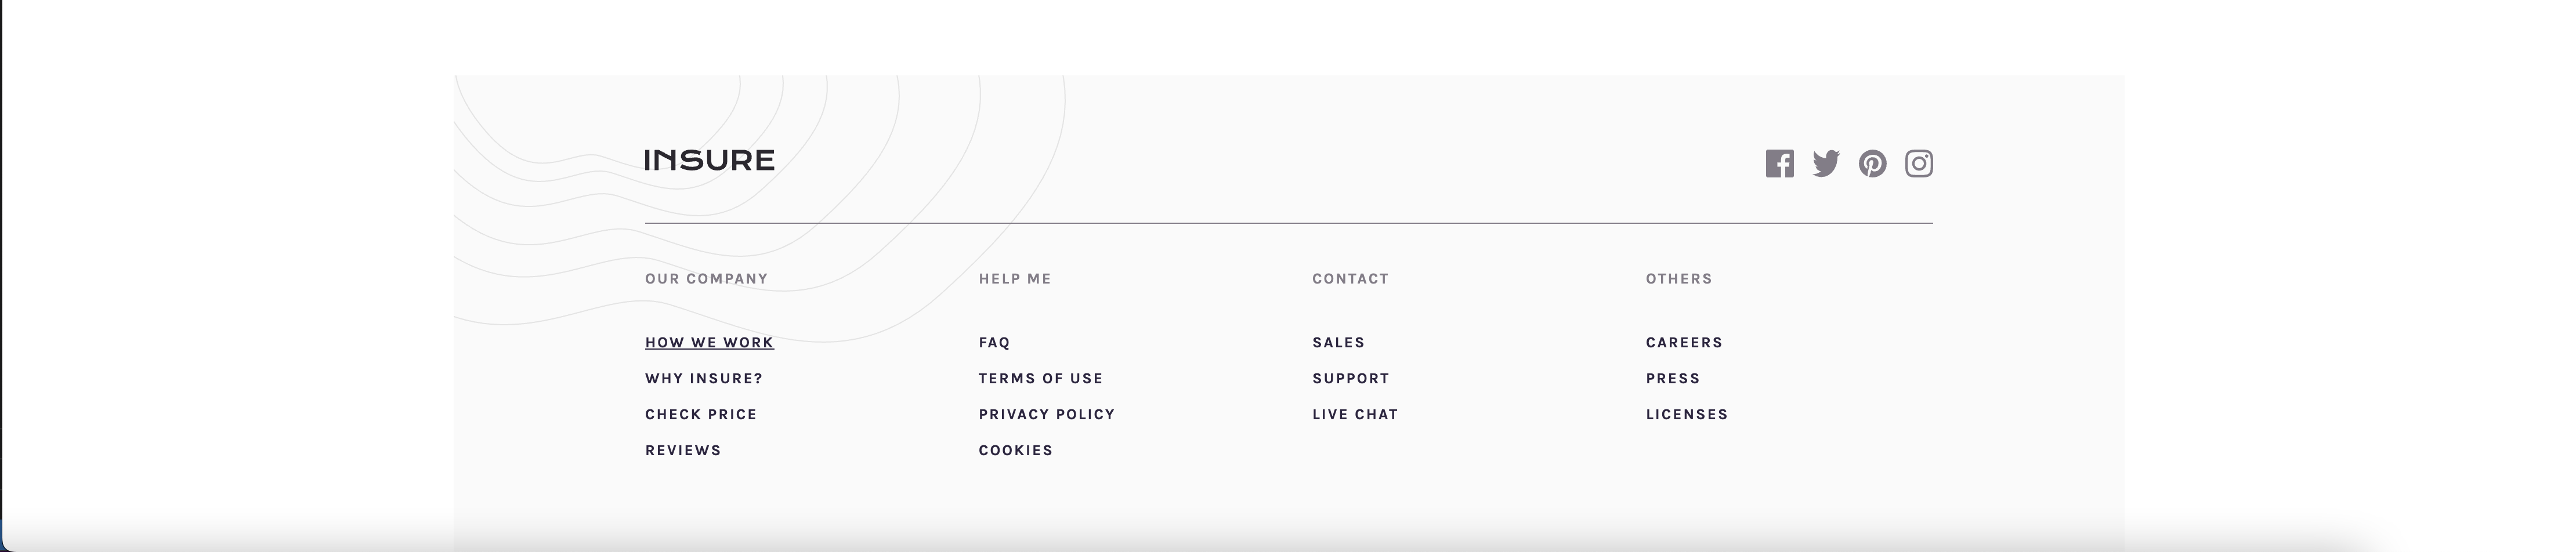 INSURE
OUR COMPANY
HOW WE WORK
WHY INSURE?
CHECK PRICE
REVIEWS
HELP ME
FAQ
TERMS OF USE
PRIVACY POLICY
COOKIES
CONTACT
SALES
SUPPORT
LIVE CHAT
OTHERS
CAREERS
PRESS
LICENSES